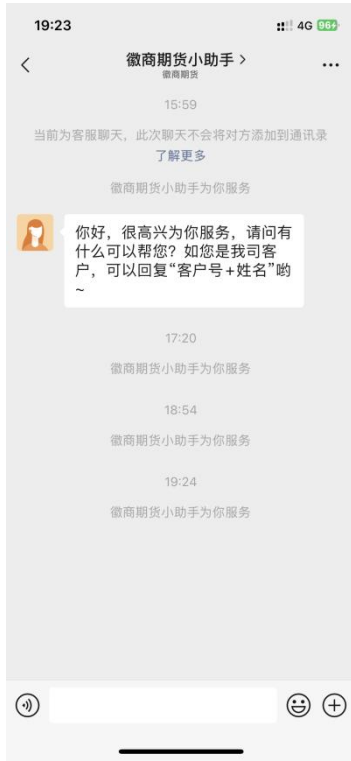 19:23
4G 96
徽商期货小助手
徽商期货
15:59
当前为客服聊天，此次聊天不会将对方添加到通讯录
了解更多
徽商期货小助手为你服务
你好，很高兴为你服务，请问有
什么可以帮您？如您是我司客
户，可以回复“客户号+姓名”哟
~
17:20
徽商期货小助手为你服务
18:54
徽商期货小助手为你服务
19:24
徽商期货小助手为你服务